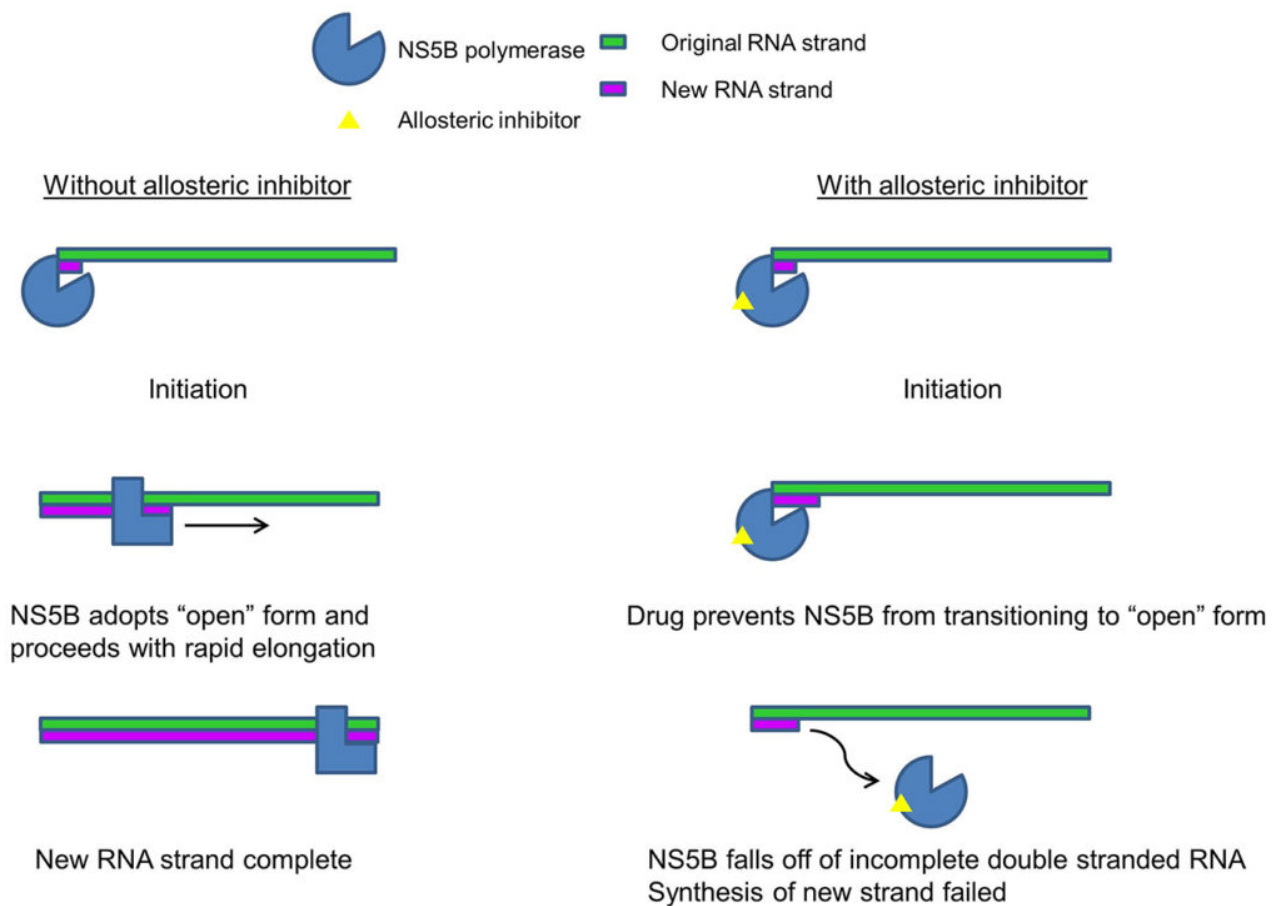 NS5B polymerase
Original RNA strand
New RNA strand
Allosteric inhibitor
Without allosteric inhibitor
With allosteric inhibitor
Initiation
Initiation
NS5B adopts “open” form and
proceeds with rapid elongation
Drug prevents NS5B from transitioning to “open” form
New RNA strand complete
NS5B falls off of incomplete double stranded RNA
Synthesis of new strand failed